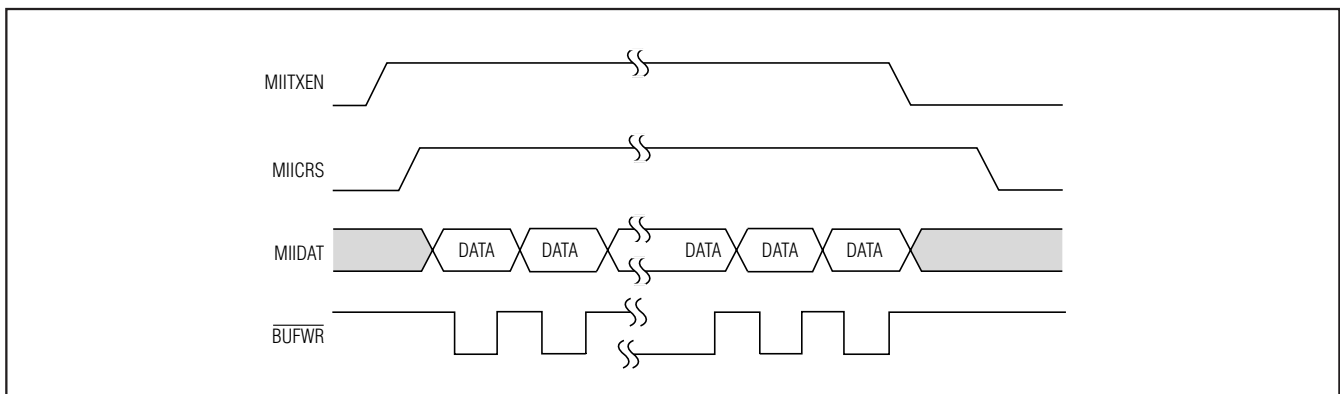 MIITXEN
MIICRS
MIIDAT DATA DATA DATA DATA DATA
BUFWR